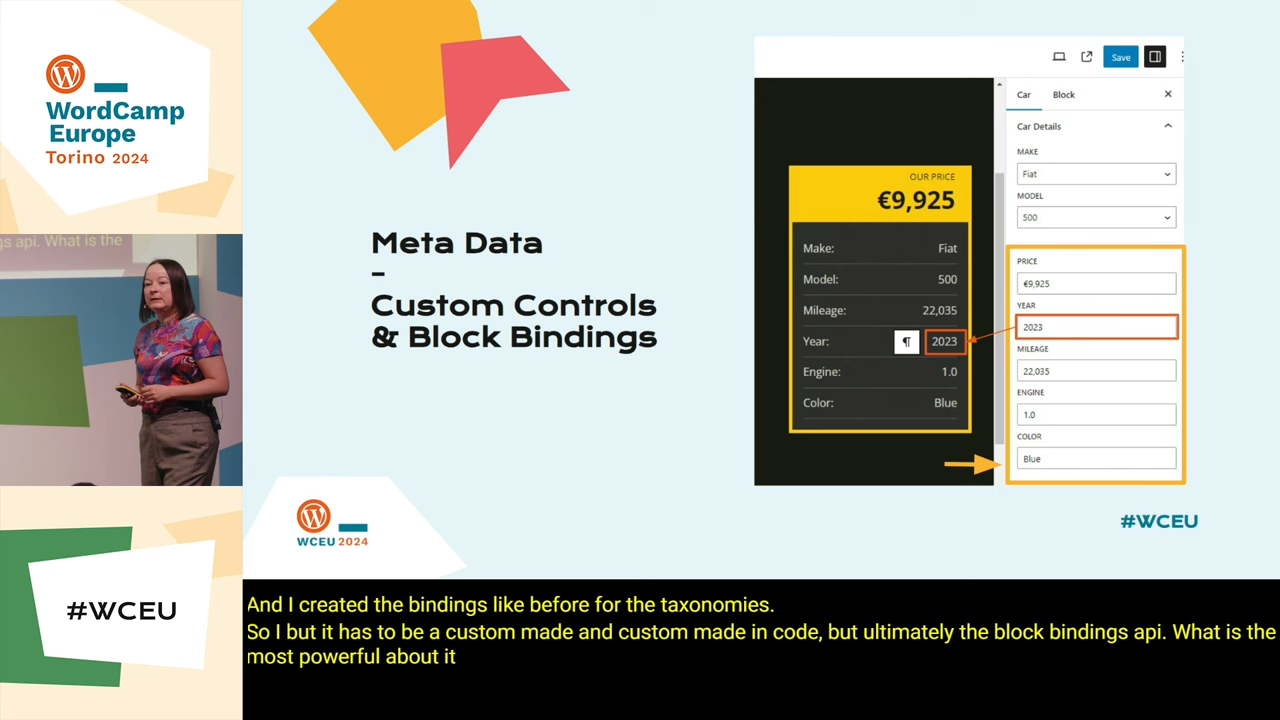 WordCamp
Europe
Torino 2024
gs api. What is the
#WCEU
Meta Data
–
Custom Controls
& Block Bindings
WCEU 2024
Save
Car Block
Car Details
MAKE
Fiat
MODEL
500
PRICE
€9,925
YEAR
2023
MILEAGE
22,035
ENGINE
1.0
COLOR
Blue
OUR PRICE
€9,925
Make: Fiat
Model: 500
Mileage: 22,035
Year: ¶ 2023
Engine: 1.0
Color: Blue
#WCEU
And I created the bindings like before for the taxonomies.
So I but it has to be a custom made and custom made in code, but ultimately the block bindings api. What is the
most powerful about it